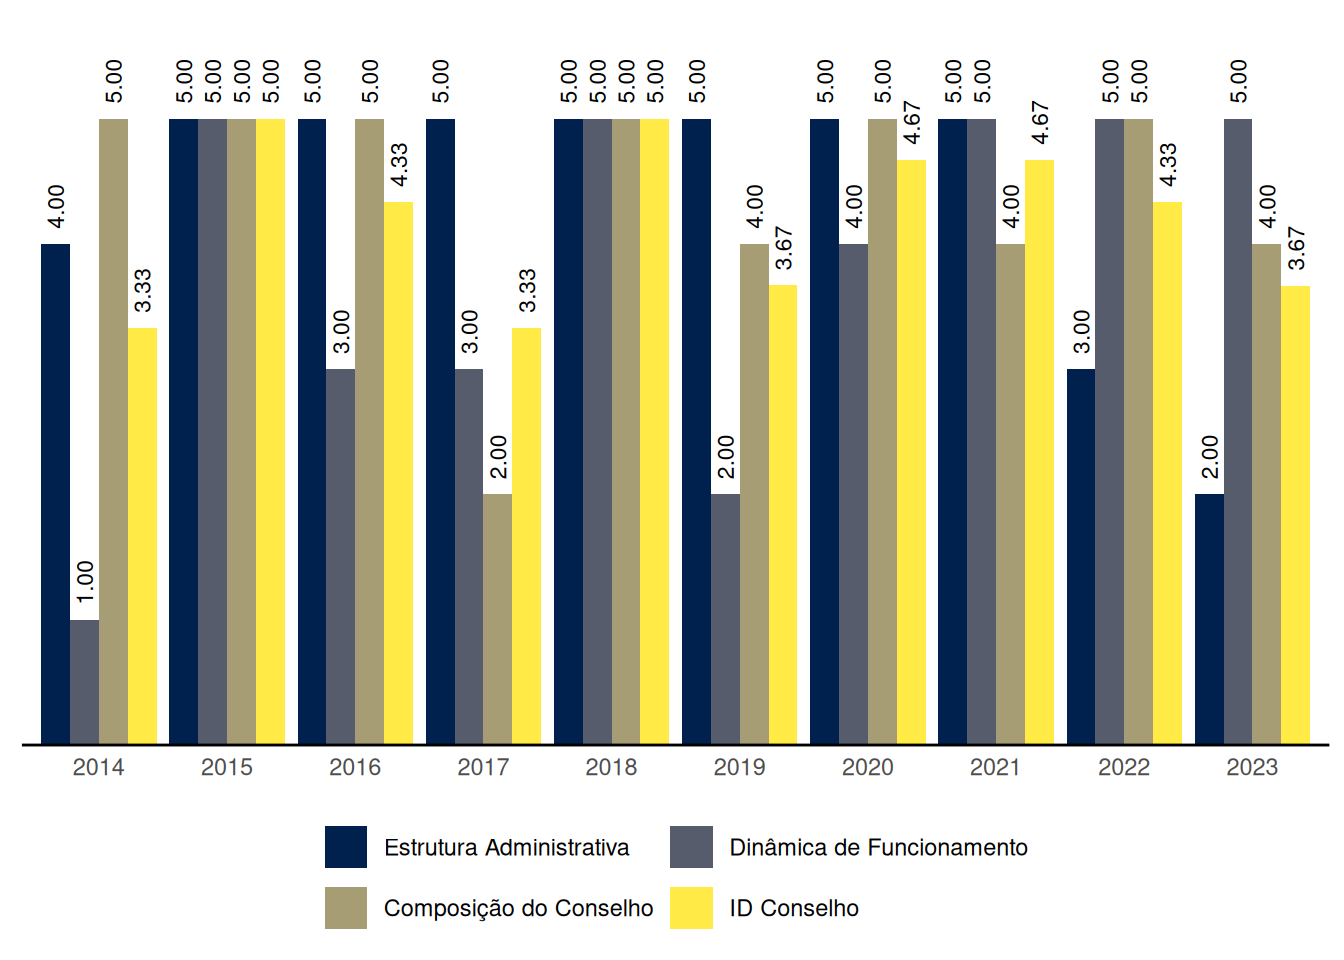 4.00 1.00 5.00 3.33
5.00 5.00 5.00 5.00
5.00 3.00 5.00 4.33
5.00 3.00 2.00 3.33
5.00 5.00 5.00 5.00
5.00 2.00 4.00 3.67
5.00 4.00 5.00 4.67
5.00 5.00 4.00 4.67
3.00 5.00 5.00 4.33
2.00 5.00 4.00 3.67
2014 2015 2016 2017 2018 2019 2020 2021 2022 2023
Estrutura Administrativa Dinâmica de Funcionamento
Composição do Conselho ID Conselho